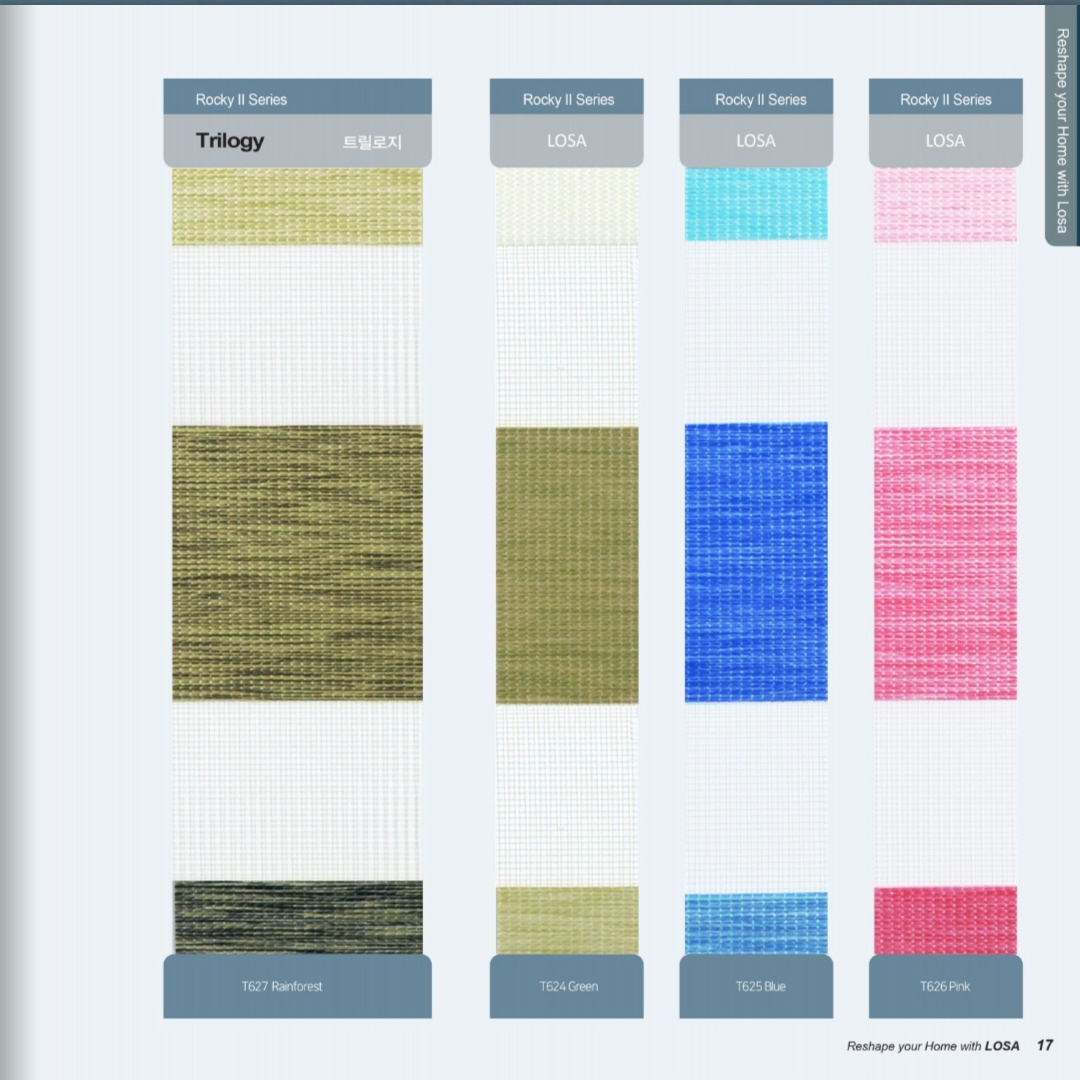 Reshape your Home with Losa
Rocky II Series
Trilogy 트릴로지
T627 Rainforest
Rocky II Series
LOSA
T624 Green
Rocky II Series
LOSA
T625 Blue
Rocky II Series
LOSA
T626 Pink
Reshape your Home with LOSA 17